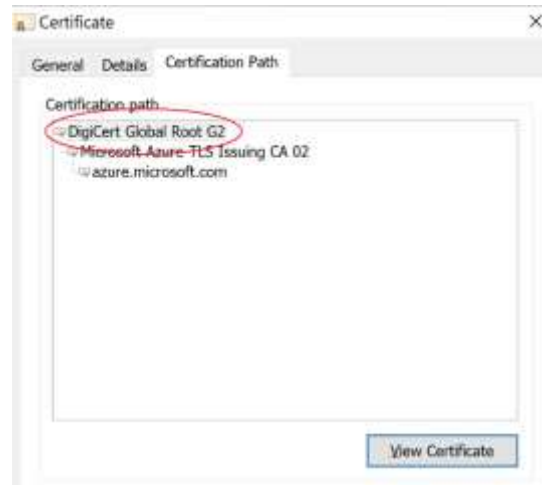 Certificate
General Details Certification Path
Certification path
DigiCert Global Root G2
Microsoft Azure TLS Issuing CA 02
azure.microsoft.com
View Certificate